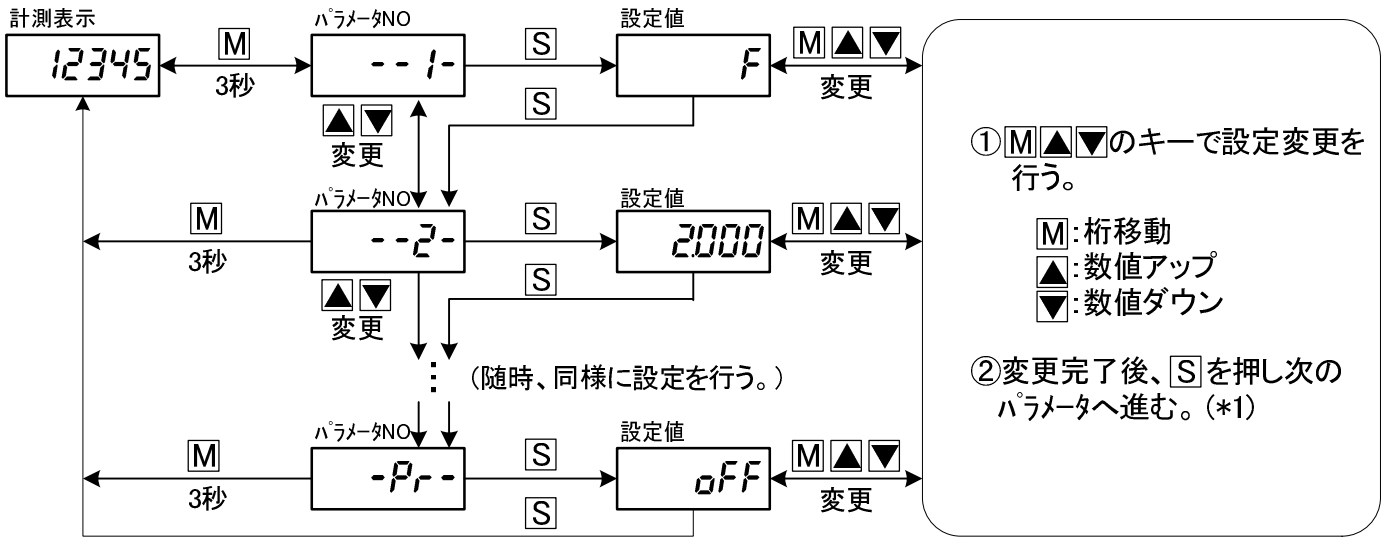 計測表示
パラメータNO
設定値
12345
M
3秒
--1-
S
F
M▲▼
変更
S
▲▼
変更
パラメータNO
設定値
M
3秒
--2-
S
2.000
M▲▼
変更
S
▲▼
変更
(随時、同様に設定を行う。)
パラメータNO
設定値
M
3秒
-Pr-
S
oFF
M▲▼
変更
S
①M▲▼のキーで設定変更を
行う。
M:桁移動
▲:数値アップ
▼:数値ダウン
②変更完了後、Sを押し次の
パラメータへ進む。(*1)